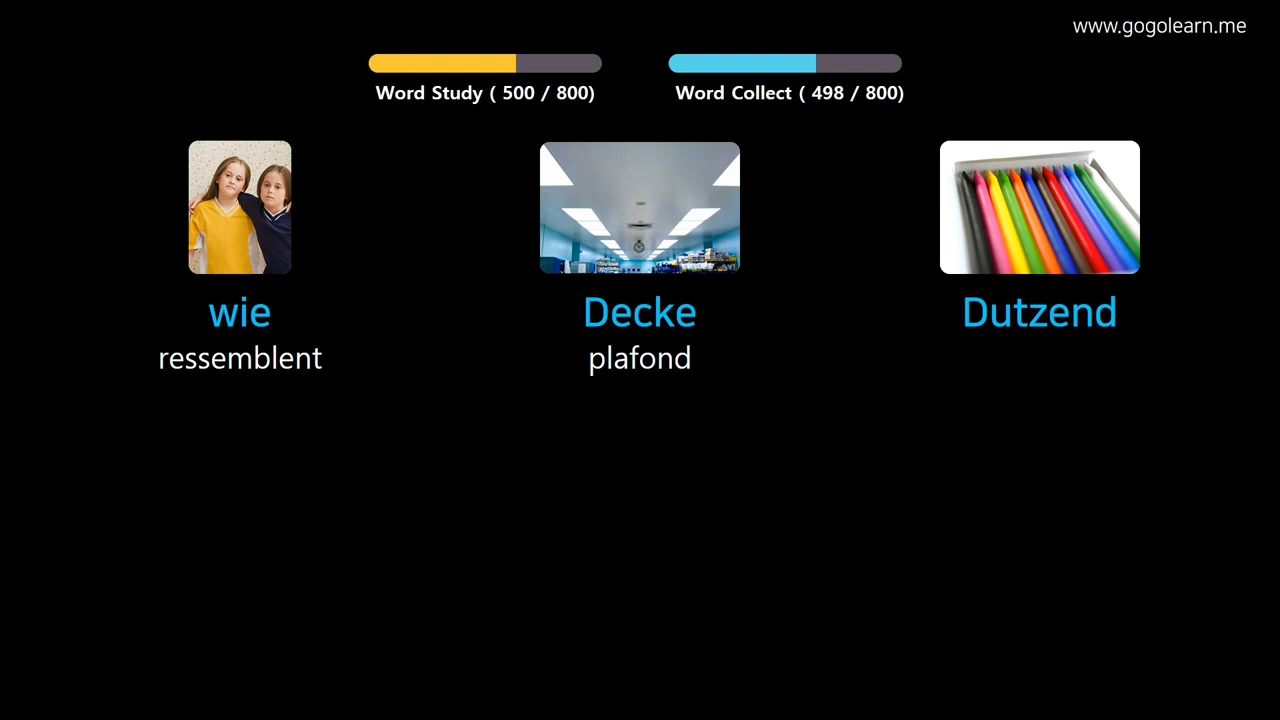 www.gogolearn.me
Word Study ( 500 / 800)
Word Collect ( 498 / 800)
wie
Decke
Dutzend
ressemblent
plafond